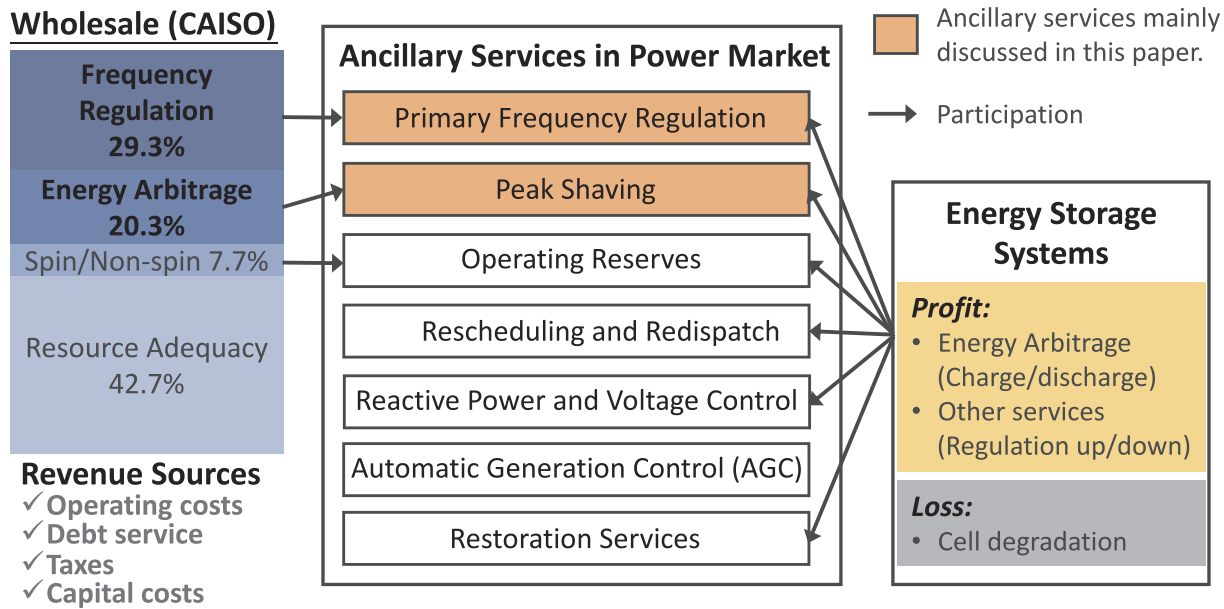 Wholesale (CAISO)
Frequency
Regulation
29.3%
Energy Arbitrage
20.3%
Spin/Non-spin 7.7%
Resource Adequacy
42.7%
Revenue Sources
✓ Operating costs
✓ Debt service
✓ Taxes
✓ Capital costs
Ancillary Services in Power Market
Primary Frequency Regulation
Peak Shaving
Operating Reserves
Rescheduling and Redispatch
Reactive Power and Voltage Control
Automatic Generation Control (AGC)
Restoration Services
Ancillary services mainly
discussed in this paper.
Participation
Energy Storage
Systems
Profit:
• Energy Arbitrage
(Charge/discharge)
• Other services
(Regulation up/down)
Loss:
• Cell degradation